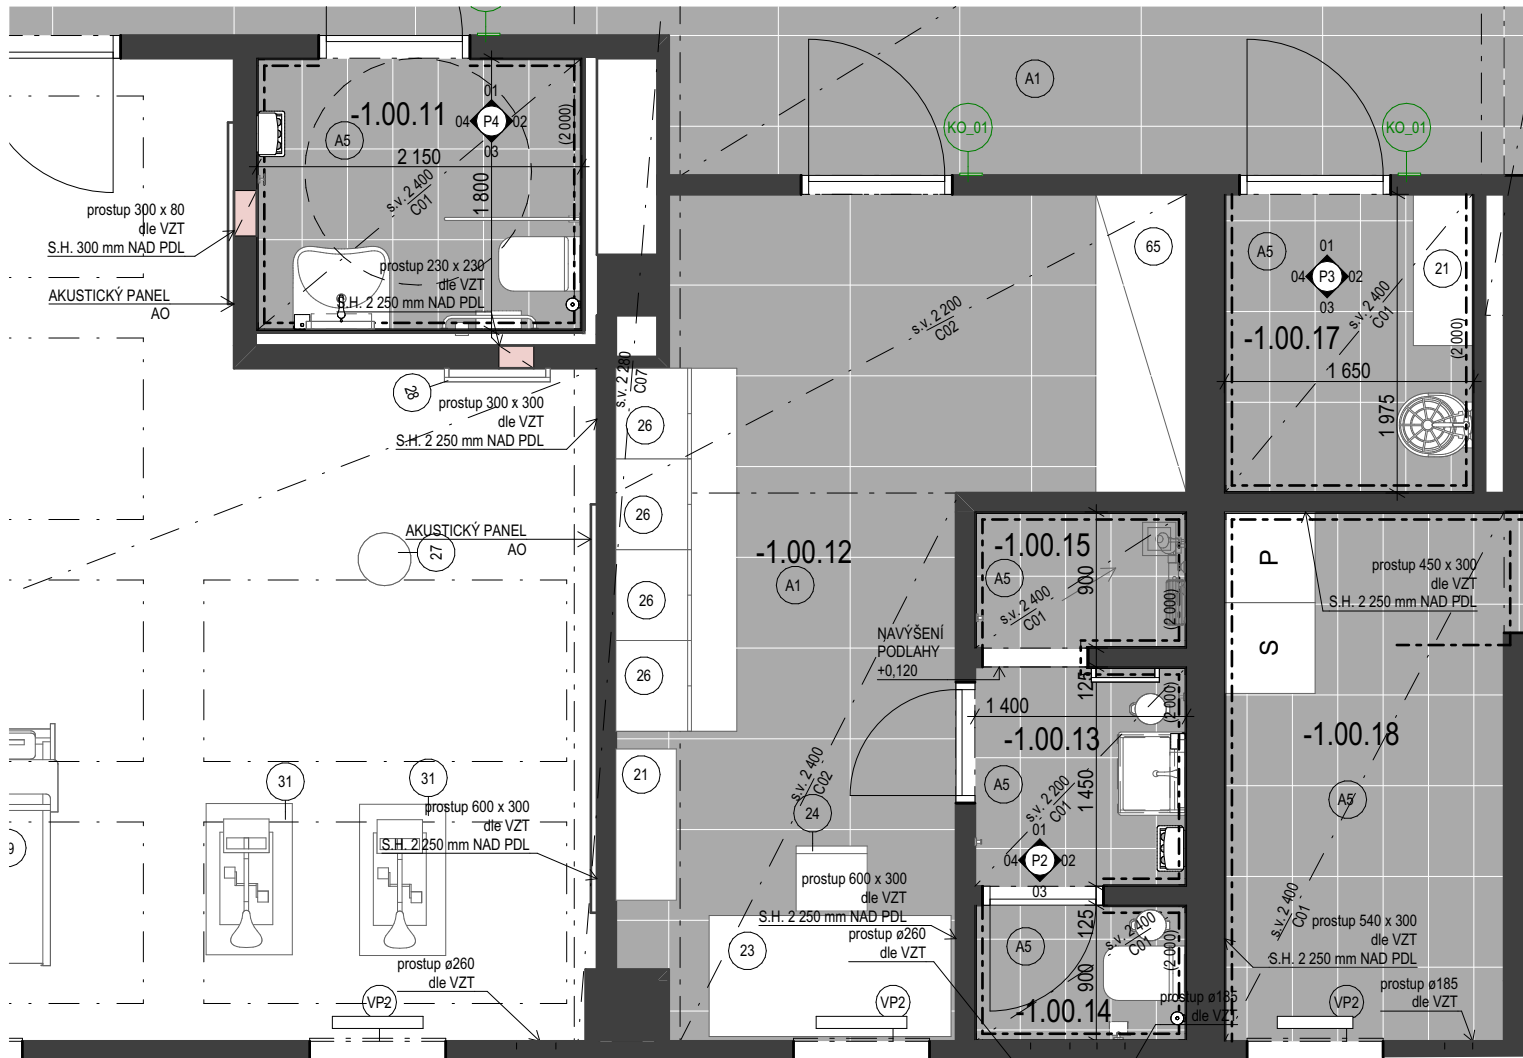 A1
KO_01
KO_01
-1.00.11
01
04
P4
02
03
A5
(2 000)
2 150
s.v. 2 400
C01
1 800
prostup 300 x 80
dle VZT
S.H. 300 mm NAD PDL
AKUSTICKÝ PANEL
AO
prostup 230 x 230
dle VZT
S.H. 2 250 mm NAD PDL
65
A5
01
04
P3
02
03
21
s.v. 2 400
C01
-1.00.17
(2 000)
1 650
1 975
s.v. 2 200
C02
s.v. 2 280
C07
28
prostup 300 x 300
dle VZT
S.H. 2 250 mm NAD PDL
26
26
26
26
AKUSTICKÝ PANEL
AO
27
-1.00.12
A1
-1.00.15
A5
s.v. 2 400
C01
900
(2 000)
P
S
prostup 450 x 300
dle VZT
S.H. 2 250 mm NAD PDL
NAVÝŠENÍ
PODLAHY
+0,120
125
1 400
(2 000)
-1.00.13
A5
s.v. 2 200
C01
1 450
01
04
P2
02
03
-1.00.18
A5
21
s.v. 2 400
C02
24
31
31
prostup 600 x 300
dle VZT
S.H. 2 250 mm NAD PDL
prostup 600 x 300
dle VZT
S.H. 2 250 mm NAD PDL
prostup ø260
dle VZT
23
A5
125
s.v. 2 400
C01
(2 000)
900
-1.00.14
s.v. 2 400
C01
prostup 540 x 300
dle VZT
S.H. 2 250 mm NAD PDL
prostup ø260
dle VZT
VP2
VP2
prostup ø185
dle VZT
VP2
prostup ø185
dle VZT